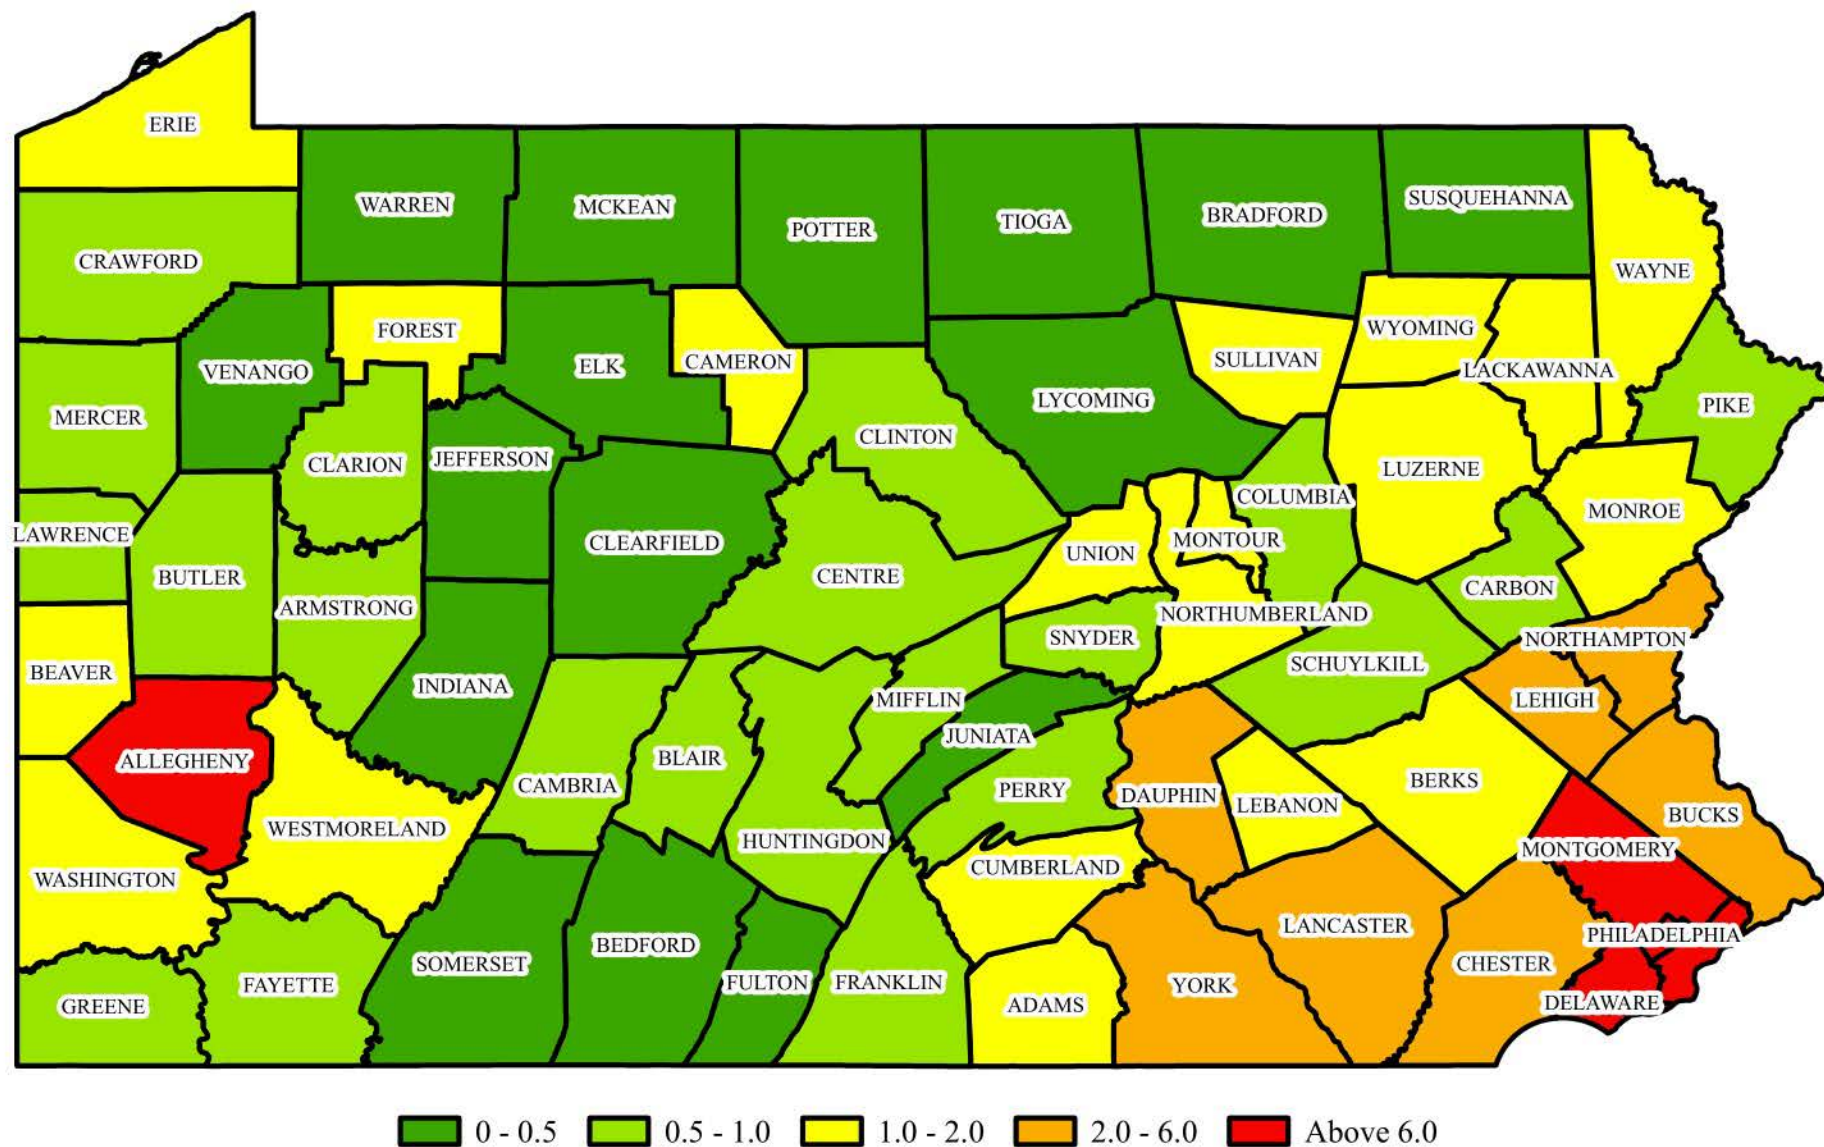 ERIE
WARREN
MCKEAN
POTTER
TIOGA
BRADFORD
SUSQUEHANNA
WAYNE
CRAWFORD
FOREST
VENANGO
ELK
CAMERON
SULLIVAN
WYOMING
LACKAWANNA
PIKE
MERCER
CLARION
JEFFERSON
CLINTON
LYCOMING
COLUMBIA
LUZERNE
MONROE
LAWRENCE
BUTLER
ARMSTRONG
CLEARFIELD
CENTRE
UNION
MONTOUR
NORTHUMBERLAND
CARBON
SNYDER
SCHUYLKILL
NORTHAMPTON
LEHIGH
BEAVER
INDIANA
MIFFLIN
JUNIATA
ALLEGHENY
CAMBRIA
BLAIR
HUNTINGDON
PERRY
DAUPHIN
LEBANON
BERKS
BUCKS
WESTMORELAND
WASHINGTON
CUMBERLAND
MONTGOMERY
GREENE
FAYETTE
SOMERSET
BEDFORD
FULTON
FRANKLIN
ADAMS
YORK
LANCASTER
CHESTER
PHILADELPHIA
DELAWARE
0 - 0.5
0.5 - 1.0
1.0 - 2.0
2.0 - 6.0
Above 6.0